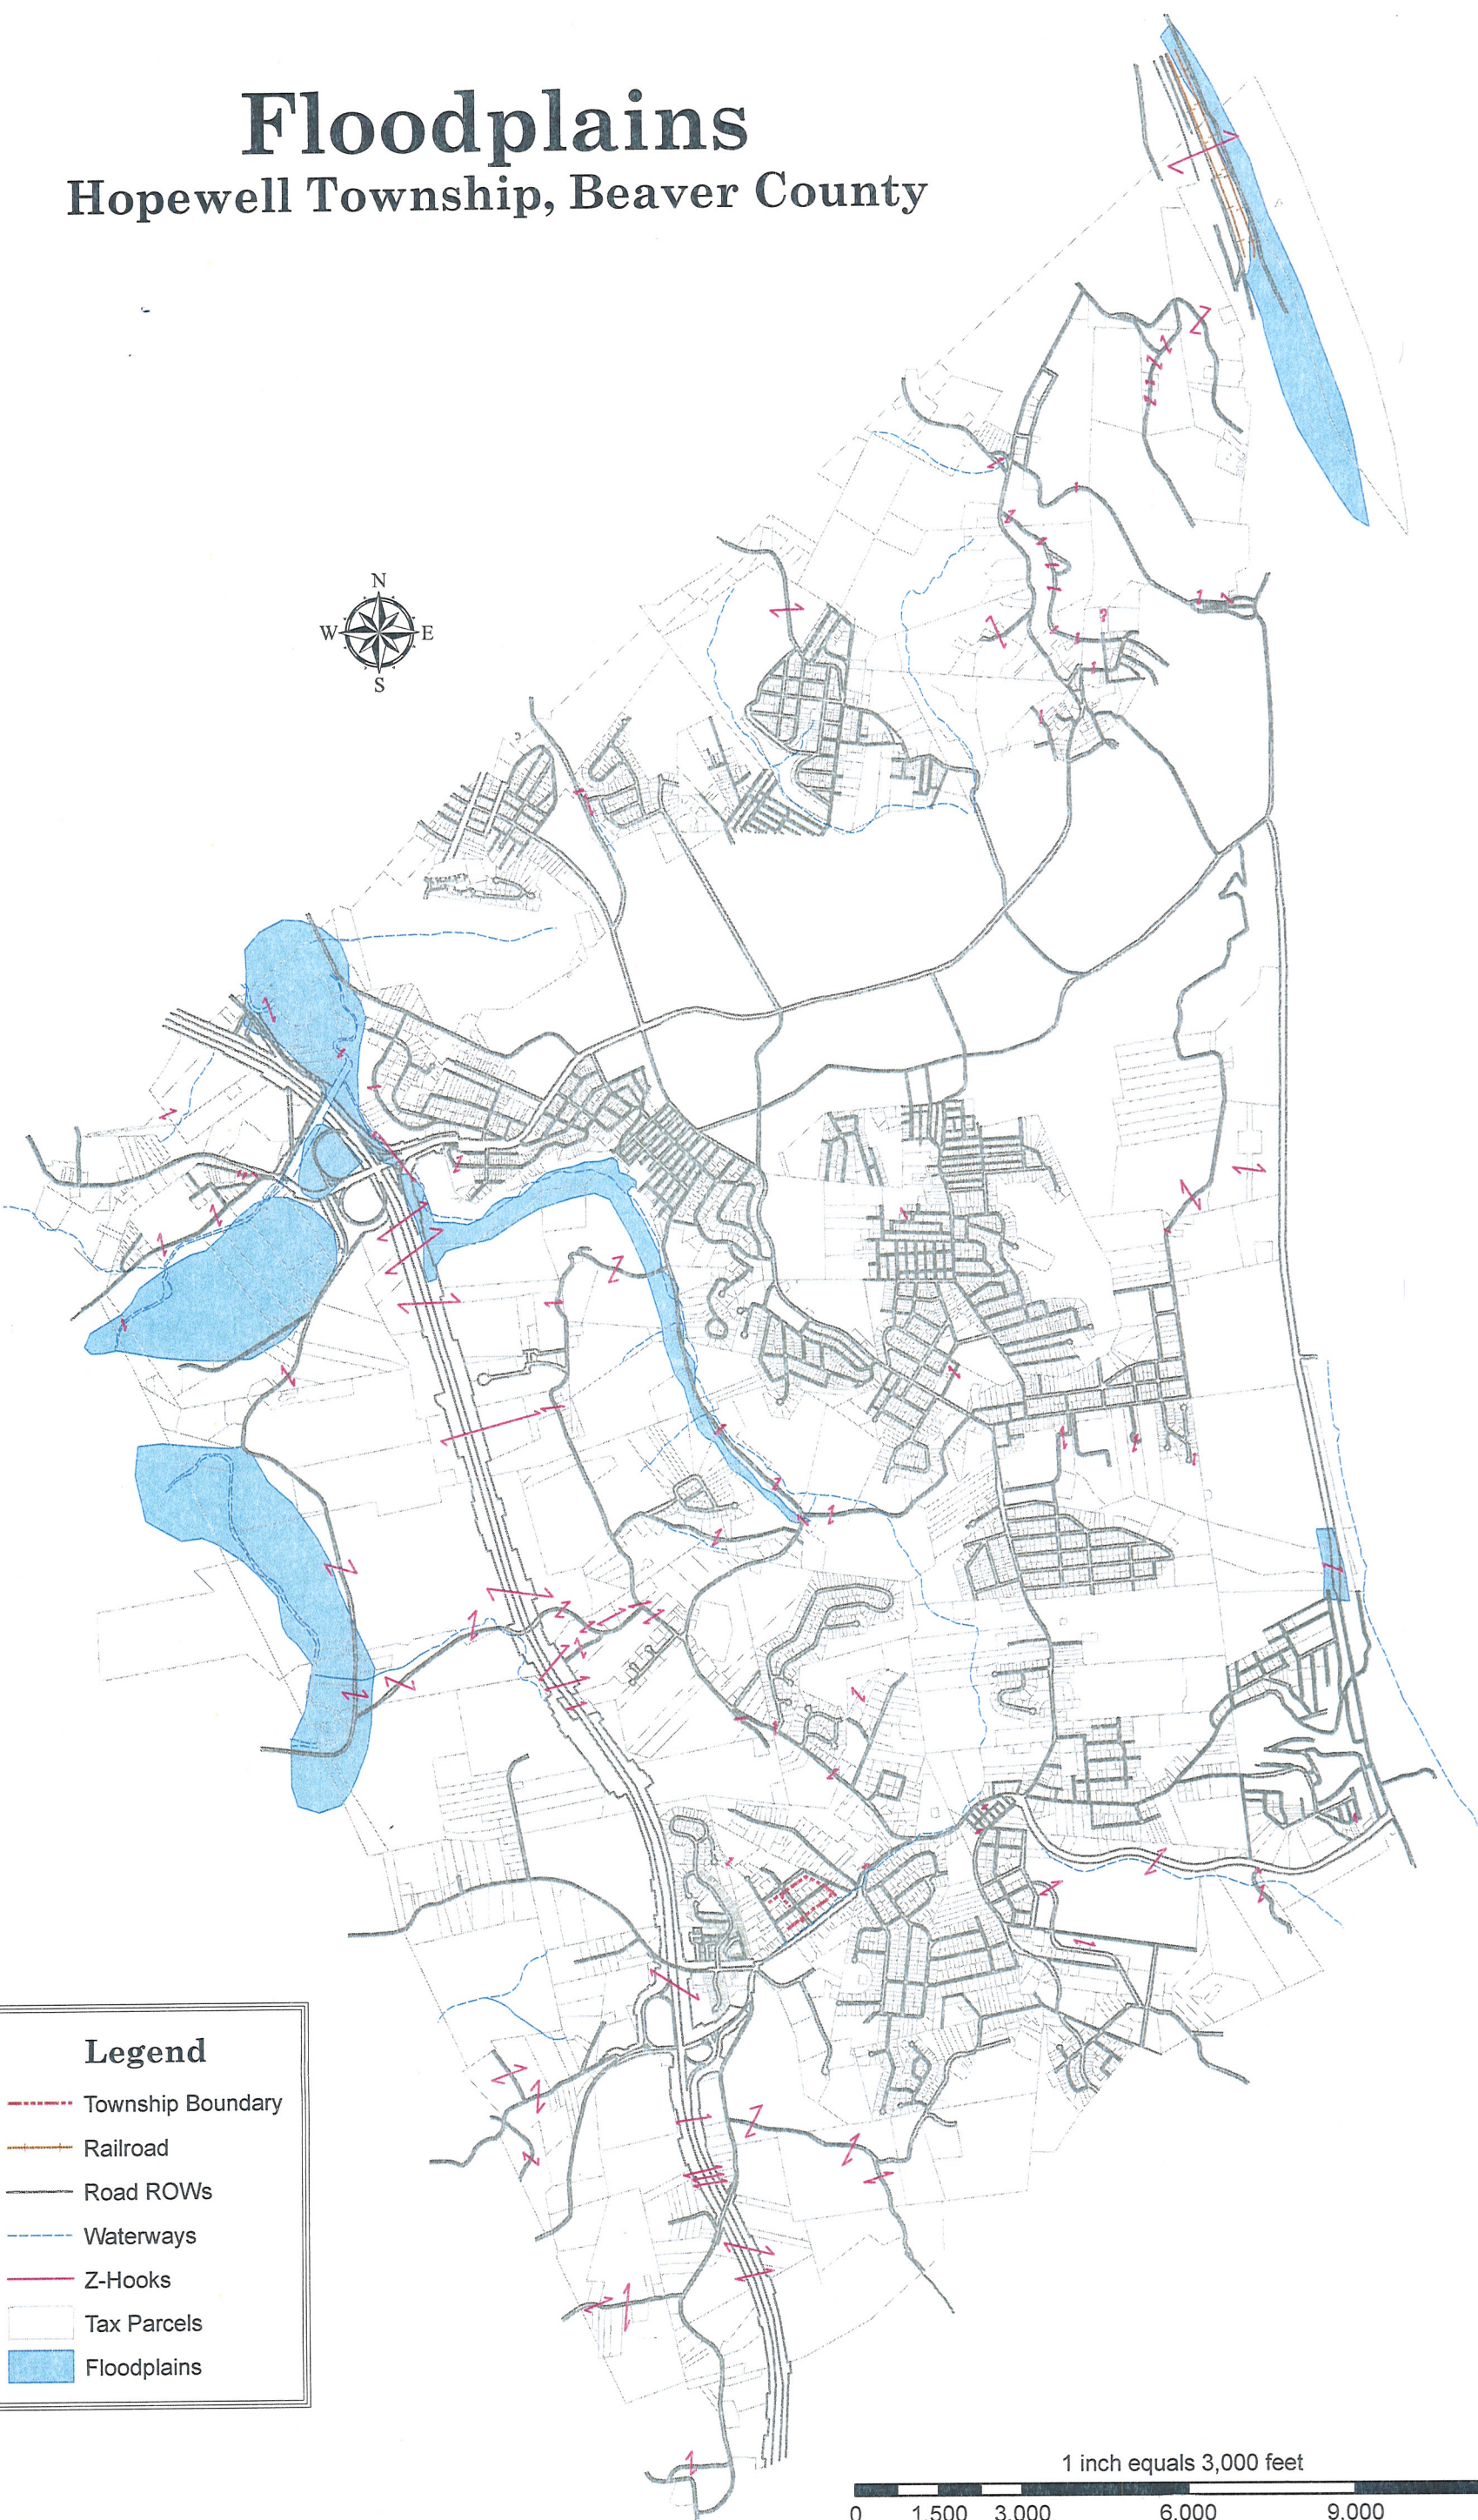 Floodplains
Hopewell Township, Beaver County
N
W E
S
Legend
Township Boundary
Railroad
Road ROWs
Waterways
Z-Hooks
Tax Parcels
Floodplains
1 inch equals 3,000 feet
0 1,500 3,000 6,000 9,000